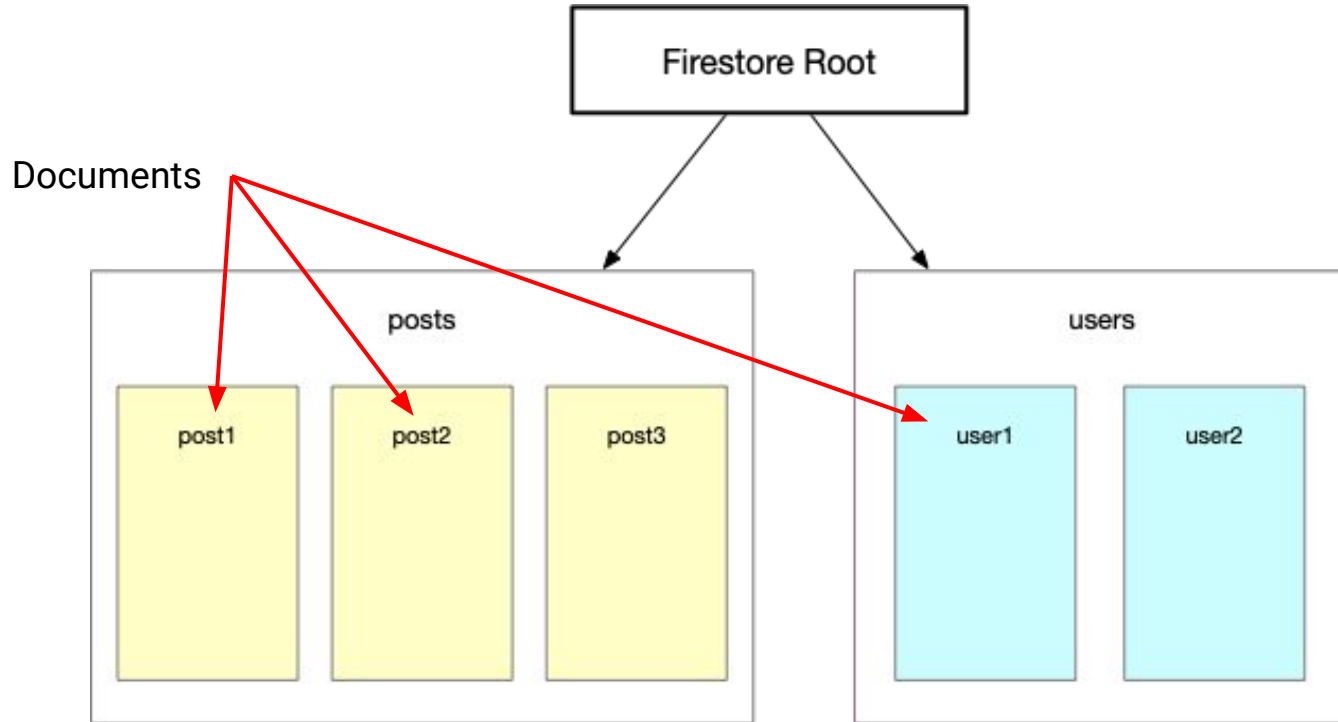 Firestore Root
Documents
posts
users
post1
post2
post3
user1
user2